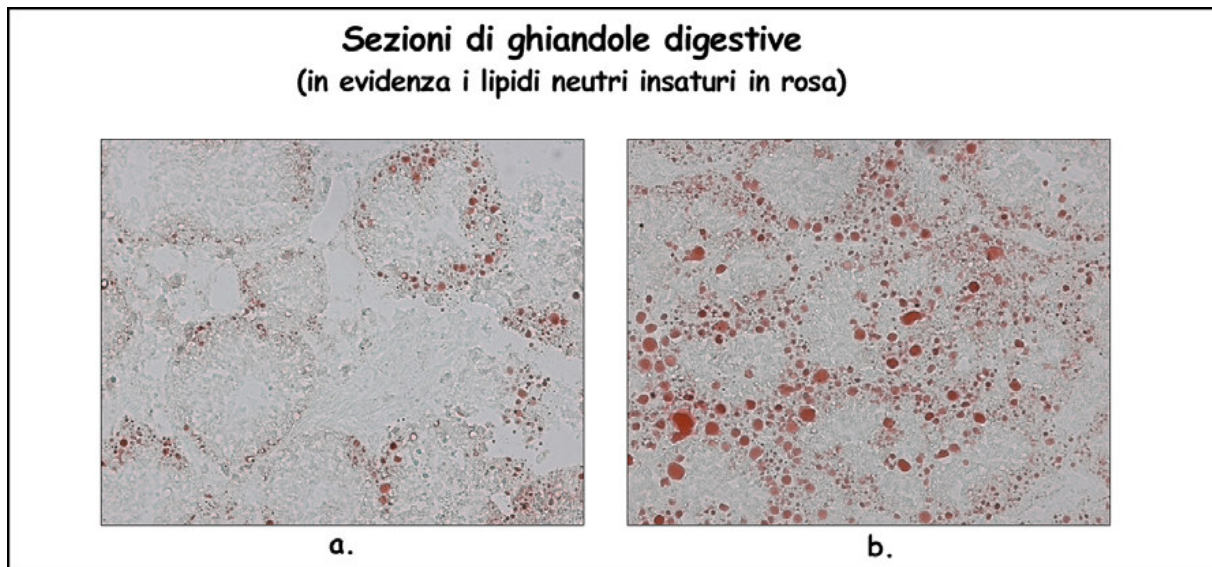 Sezioni di ghiandole digestive
(in evidenza i lipidi neutri insaturi in rosa)
a.
b.